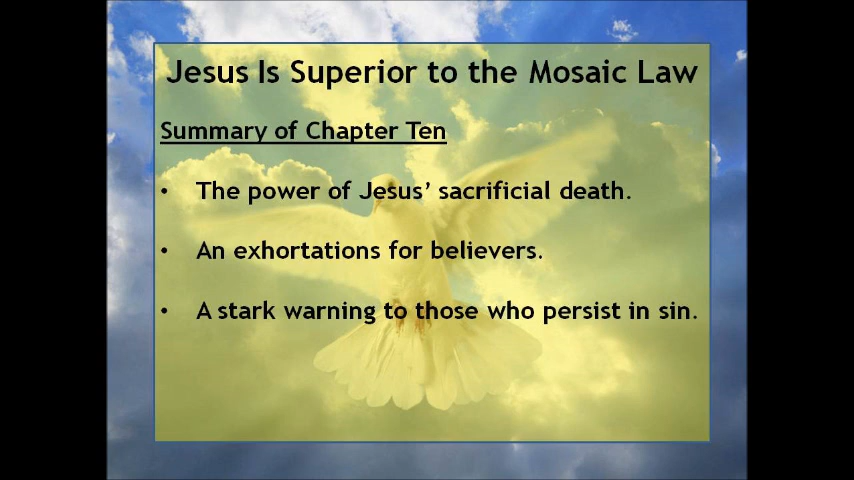 Jesus Is Superior to the Mosaic Law
Summary of Chapter Ten
• The power of Jesus’ sacrificial death.
• An exhortations for believers.
• A stark warning to those who persist in sin.